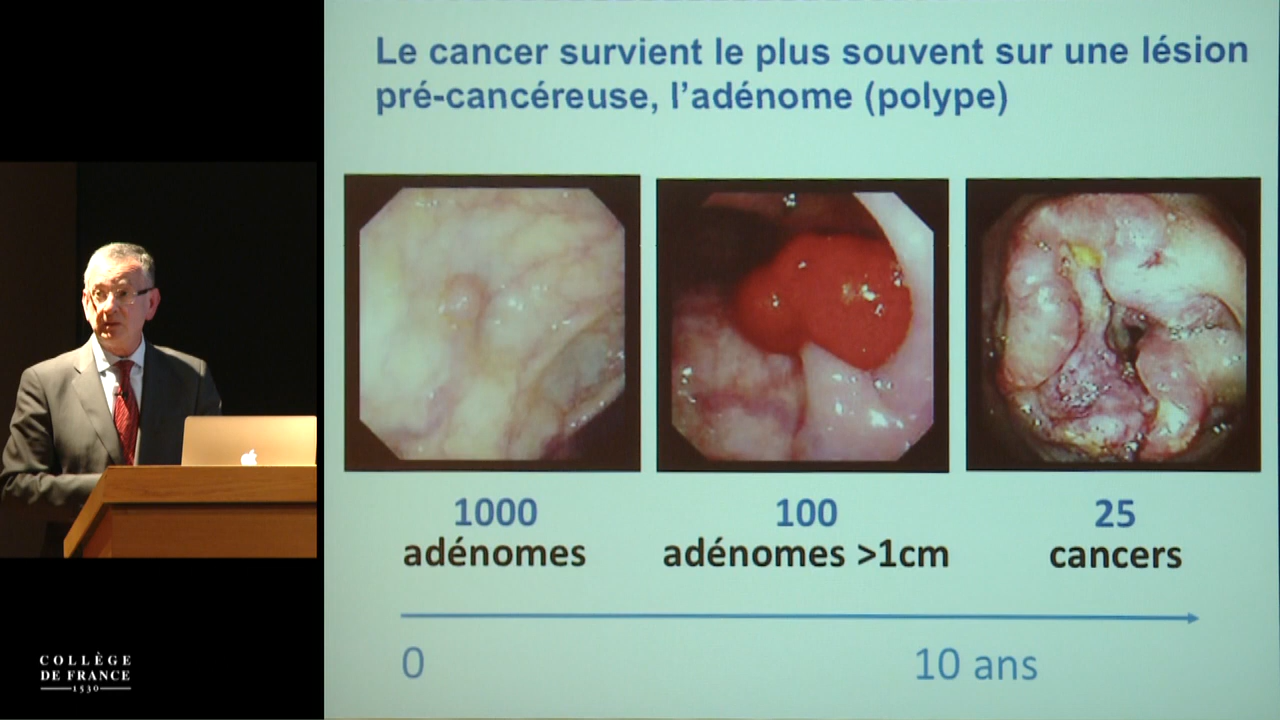 Le cancer survient le plus souvent sur une lésion
pré-cancéreuse, l'adénome (polype)
1000
adénomes
100
adénomes >1cm
25
cancers
0
10 ans
COLLÈGE
DE FRANCE
1530